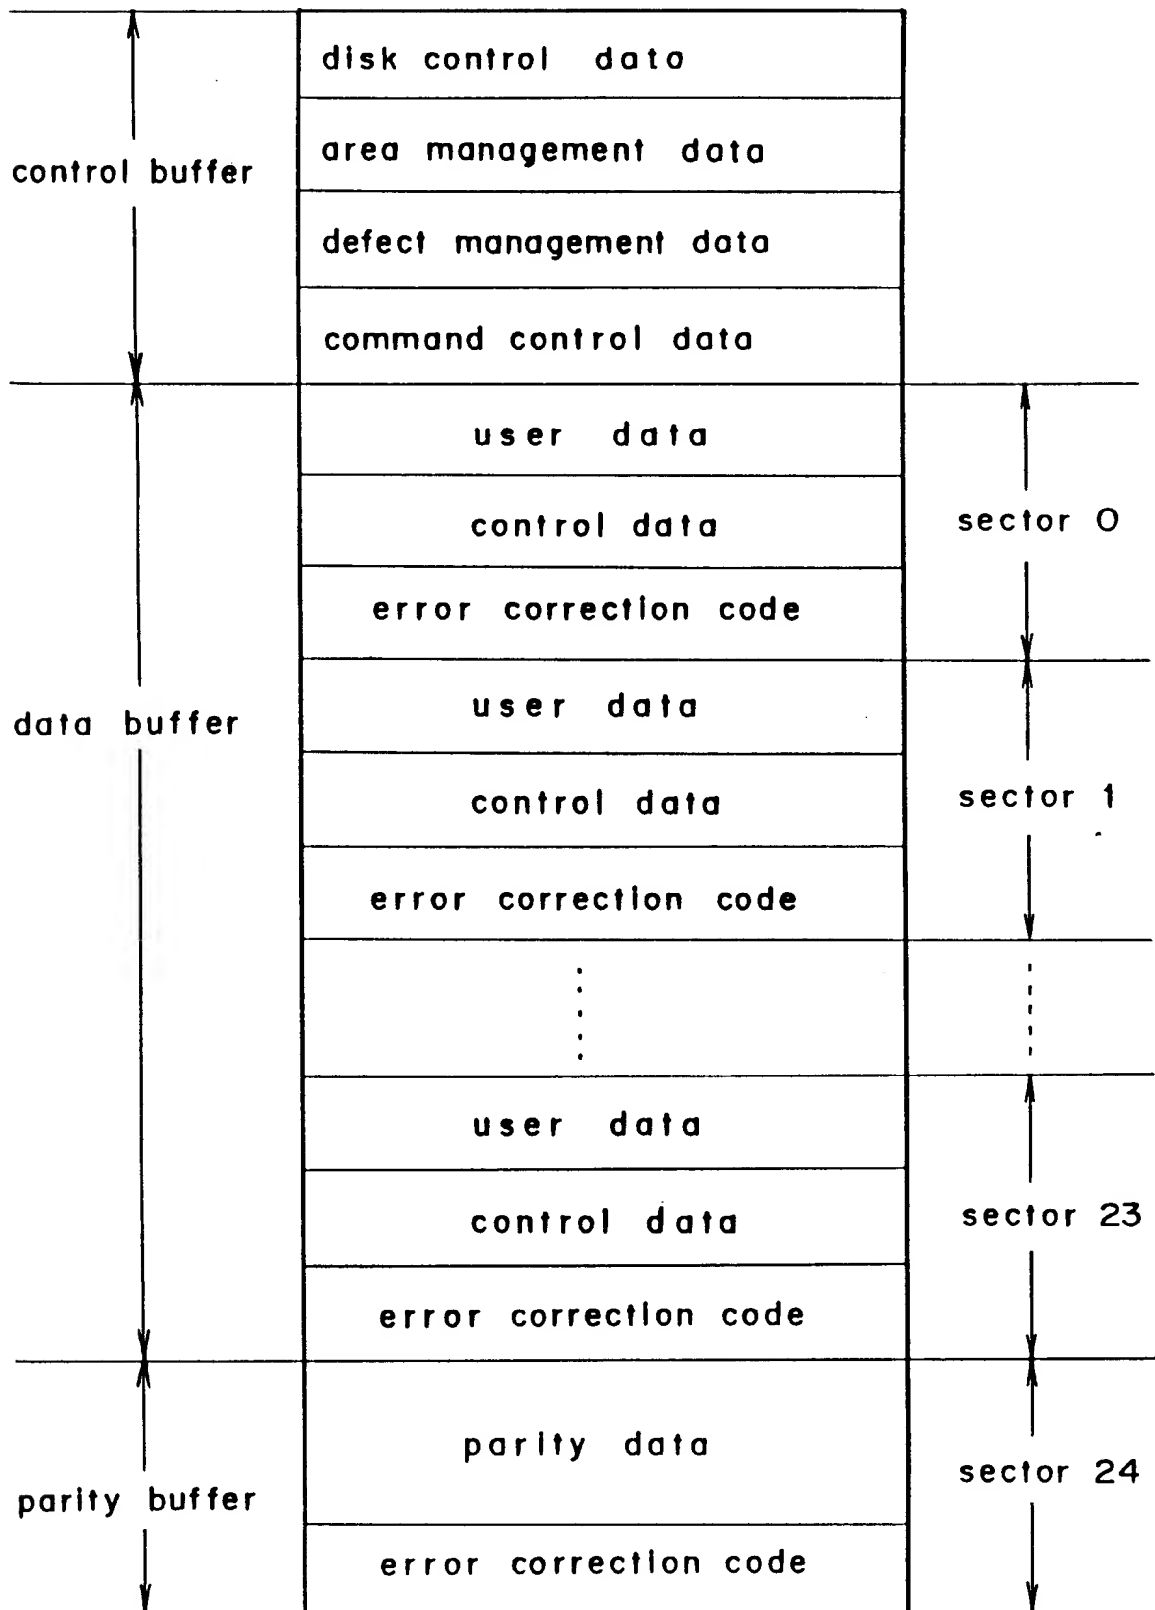 disk control data
area management data
control buffer
defect management data
command control data
user data
control data
sector 0
error correction code
user data
data buffer
control data
sector 1
error correction code
user data
control data
sector 23
error correction code
parity data
sector 24
parity buffer
error correction code